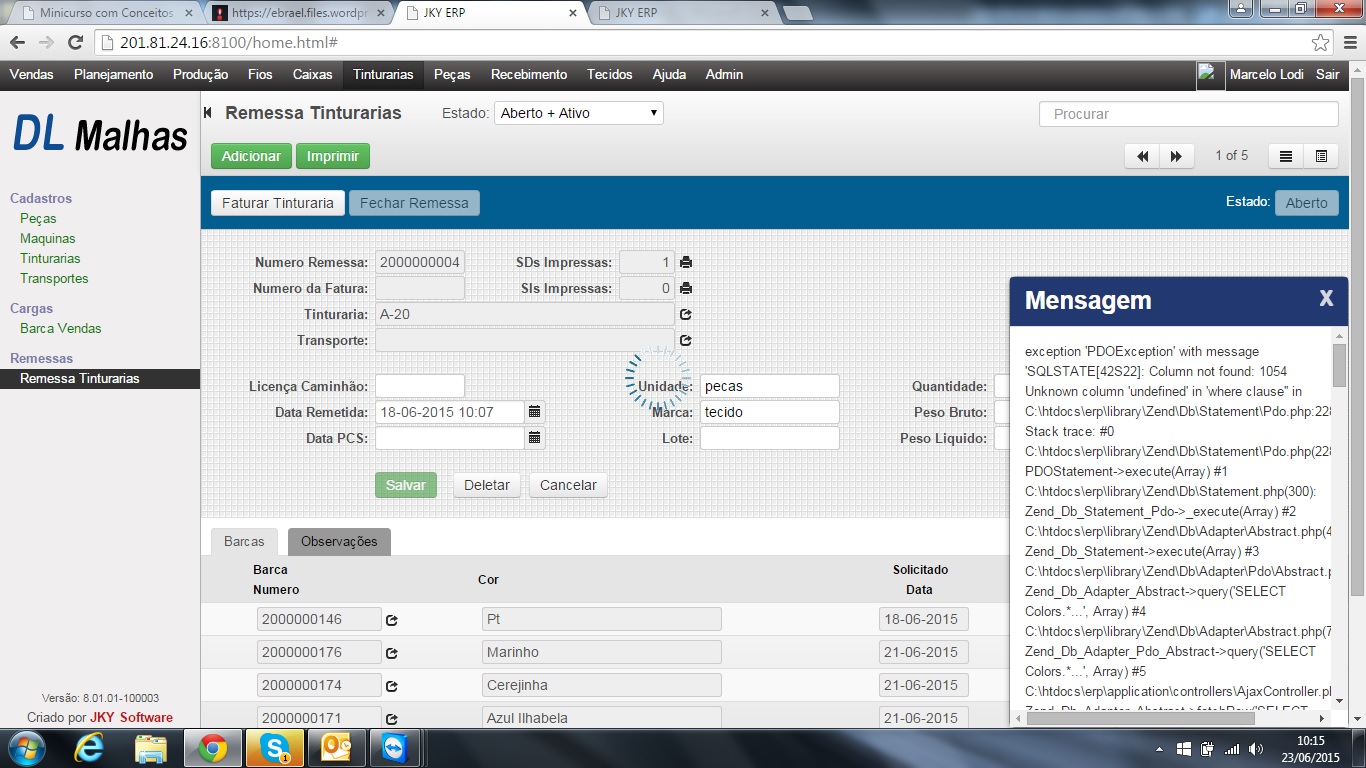 Minicurso com Conceitos
https://ebrael.files.wordpr
JKY ERP
JKY ERP
201.81.24.16:8100/home.html#
Vendas Planejamento Produção Fios Caixas Tinturarias Peças Recebimento Tecidos Ajuda Admin Marcelo Lodi Sair
DL Malhas
Remessa Tinturarias Estado: Aberto + Ativo Procurar
Adicionar Imprimir 1 of 5
Faturar Tinturaria Fechar Remessa Estado: Aberto
Cadastros
Peças
Maquinas
Tinturarias
Transportes
Cargas
Barca Vendas
Remessas
Remessa Tinturarias
Numero Remessa: 2000000004 SDs Impressas: 1
Numero da Fatura: SIs Impressas: 0
Tinturaria: A-20
Transporte:
Licença Caminhão: Unidade: pecas Quantidade:
Data Remetida: 18-06-2015 10:07 Marca: tecido Peso Bruto:
Data PCS: Lote: Peso Liquido:
Salvar Deletar Cancelar
Barcas Observações
Barca Numero Cor Solicitado Data
2000000146 Pt 18-06-2015
2000000176 Marinho 21-06-2015
2000000174 Cerejinha 21-06-2015
2000000171 Azul Ilhabela 21-06-2015
Mensagem X
exception 'PDOException' with message
'SQLSTATE[42S22]: Column not found: 1054
Unknown column 'undefined' in 'where clause'' in
C:\htdocs\erp\library\Zend\Db\Statement\Pdo.php:228
Stack trace: #0
C:\htdocs\erp\library\Zend\Db\Statement\Pdo.php(228
PDOStatement->execute(Array) #1
C:\htdocs\erp\library\Zend\Db\Statement.php(300):
Zend_Db_Statement_Pdo->_execute(Array) #2
C:\htdocs\erp\library\Zend\Db\Adapter\Abstract.php(4
Zend_Db_Statement->execute(Array) #3
C:\htdocs\erp\library\Zend\Db\Adapter\Pdo\Abstract.p
Zend_Db_Adapter_Abstract->query('SELECT
Colors.*...', Array) #4
C:\htdocs\erp\library\Zend\Db\Adapter\Abstract.php(7
Zend_Db_Adapter_Pdo_Abstract->query('SELECT
Colors.*...', Array) #5
C:\htdocs\erp\application\controllers\AjaxController.pl
Zend_Db_Adapter_Abstract->fetchRow('SELECT
Versão: 8.01.01-100003
Criado por JKY Software
10:15
23/06/2015